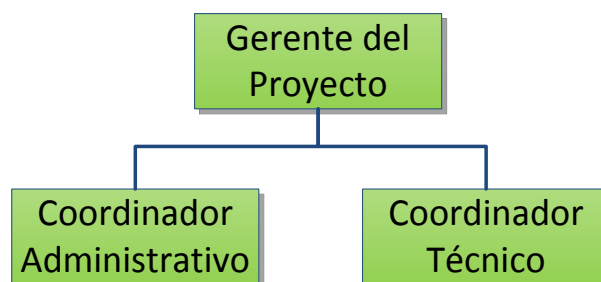 Gerente del
Proyecto
Coordinador
Administrativo
Coordinador
Técnico